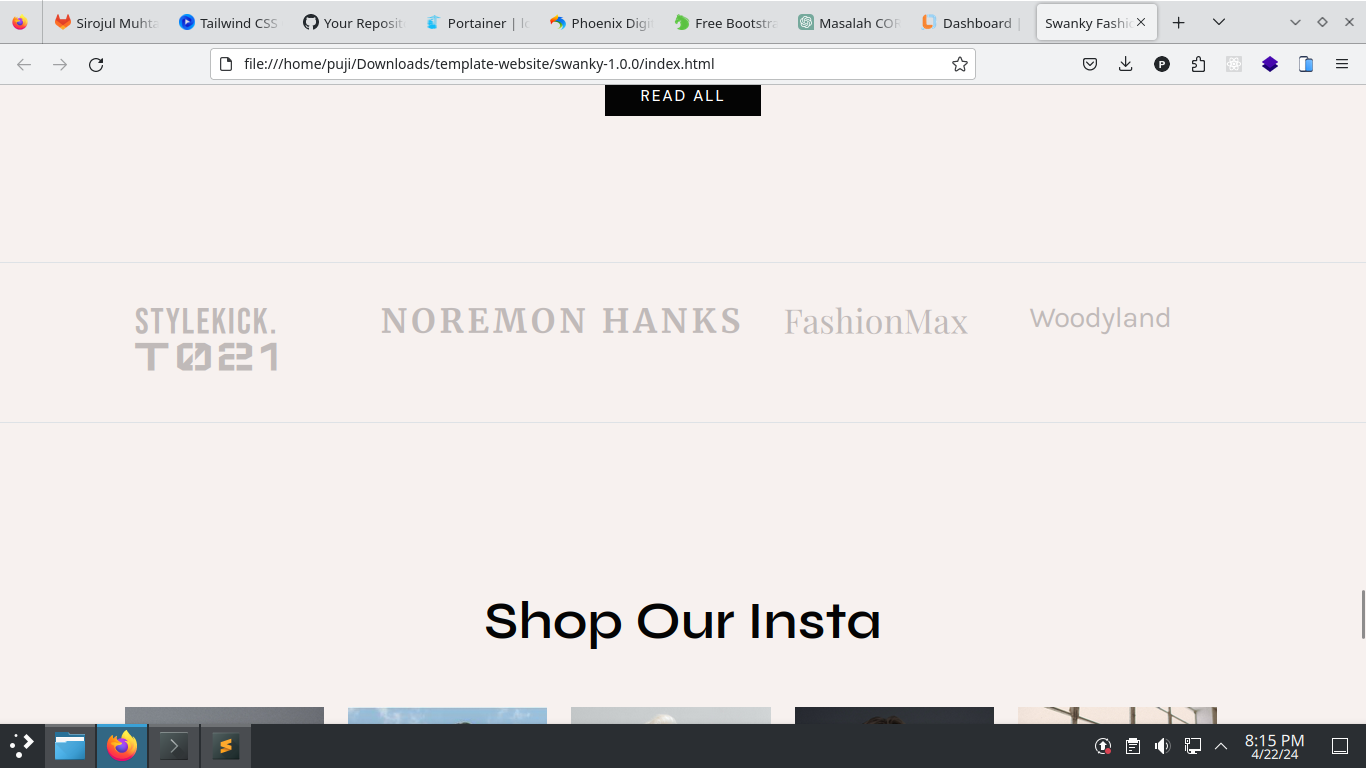 Sirojul Muhta
Tailwind CSS
Your Reposit
Portainer | lo
Phoenix Digi
Free Bootstra
Masalah COR
Dashboard |
Swanky Fashi
file:///home/puji/Downloads/template-website/swanky-1.0.0/index.html
P
READ ALL
STYLEKICK.
NOREMON HANKS
FashionMax
Woodyland
T021
Shop Our Insta
8:15 PM
4/22/24